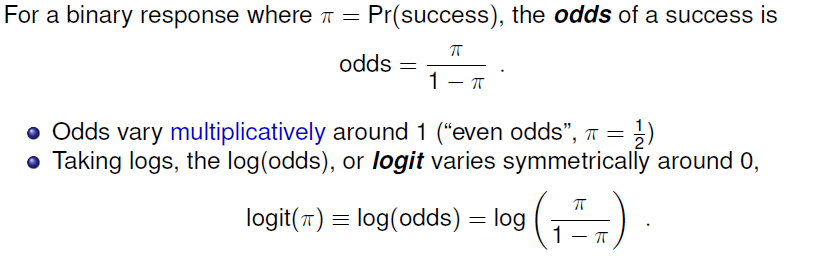 For a binary response where π = Pr(success), the odds of a success is
odds = π / (1 − π) .
• Odds vary multiplicatively around 1 (“even odds”, π = 1/2)
• Taking logs, the log(odds), or logit varies symmetrically around 0,
logit(π) ≡ log(odds) = log (π / (1 − π)) .